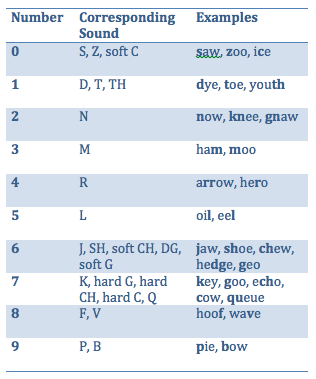 Number Corresponding Examples
Sound
0 S, Z, soft C saw, zoo, ice
1 D, T, TH dye, toe, youth
2 N now, knee, gnaw
3 M ham, moo
4 R arrow, hero
5 L oil, eel
6 J, SH, soft CH, DG, jaw, shoe, chew,
soft G hedge, geo
7 K, hard G, hard key, goo, echo,
CH, hard C, Q cow, queue
8 F, V hoof, wave
9 P, B pie, bow